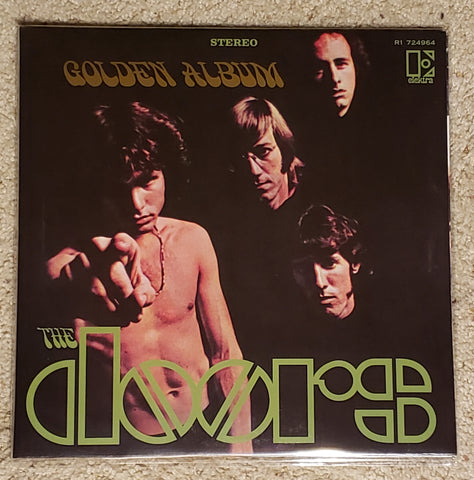 STEREO
R1 724964
GOLDEN ALBUM
elektra
THE
doors